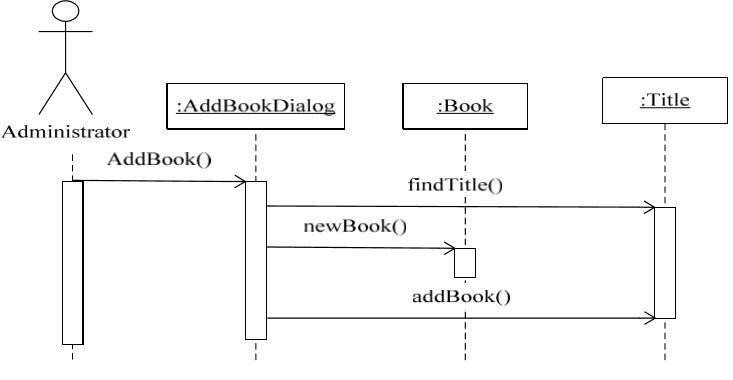 :AddBookDialog
:Book
:Title
Administrator
AddBook()
findTitle()
newBook()
addBook()